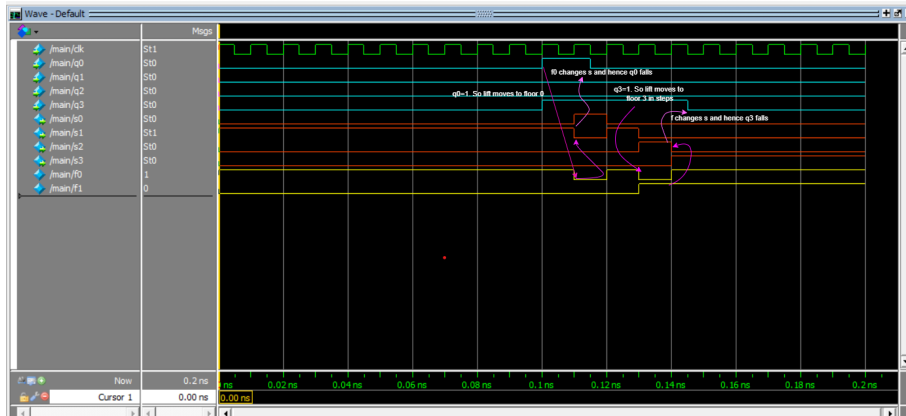 Wave - Default
Msgs
/main/clk St1
/main/q0 St0
/main/q1 St0
/main/q2 St0
/main/q3 St0
/main/s0 St0
/main/s1 St1
/main/s2 St0
/main/s3 St0
/main/f0 1
/main/f1 0
f0 changes s and hence q0 falls
q0=1. So lift moves to floor 0
q3=1. So lift moves to
floor 3 in steps
f changes s and hence q3 falls
Now 0.2 ns
ns 0.02 ns 0.04 ns 0.06 ns 0.08 ns 0.1 ns 0.12 ns 0.14 ns 0.16 ns 0.18 ns 0.2 ns
Cursor 1 0.00 ns 0.00 ns